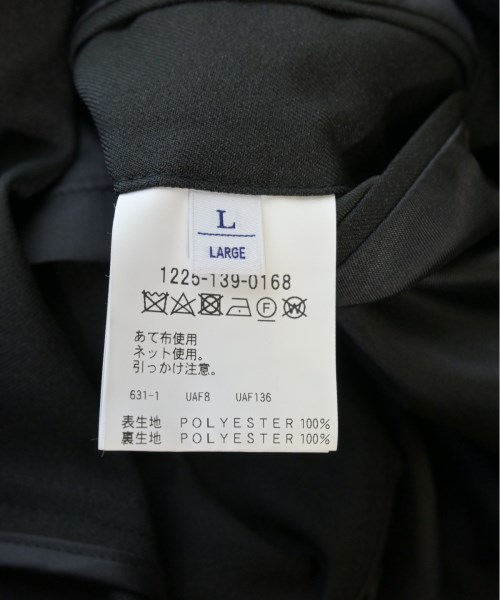 L
LARGE
1225-139-0168
F W
あて布使用
ネット使用。
引っかけ注意。
631-1 UAF8 UAF136
表生地 POLYESTER 100%
裏生地 POLYESTER 100%